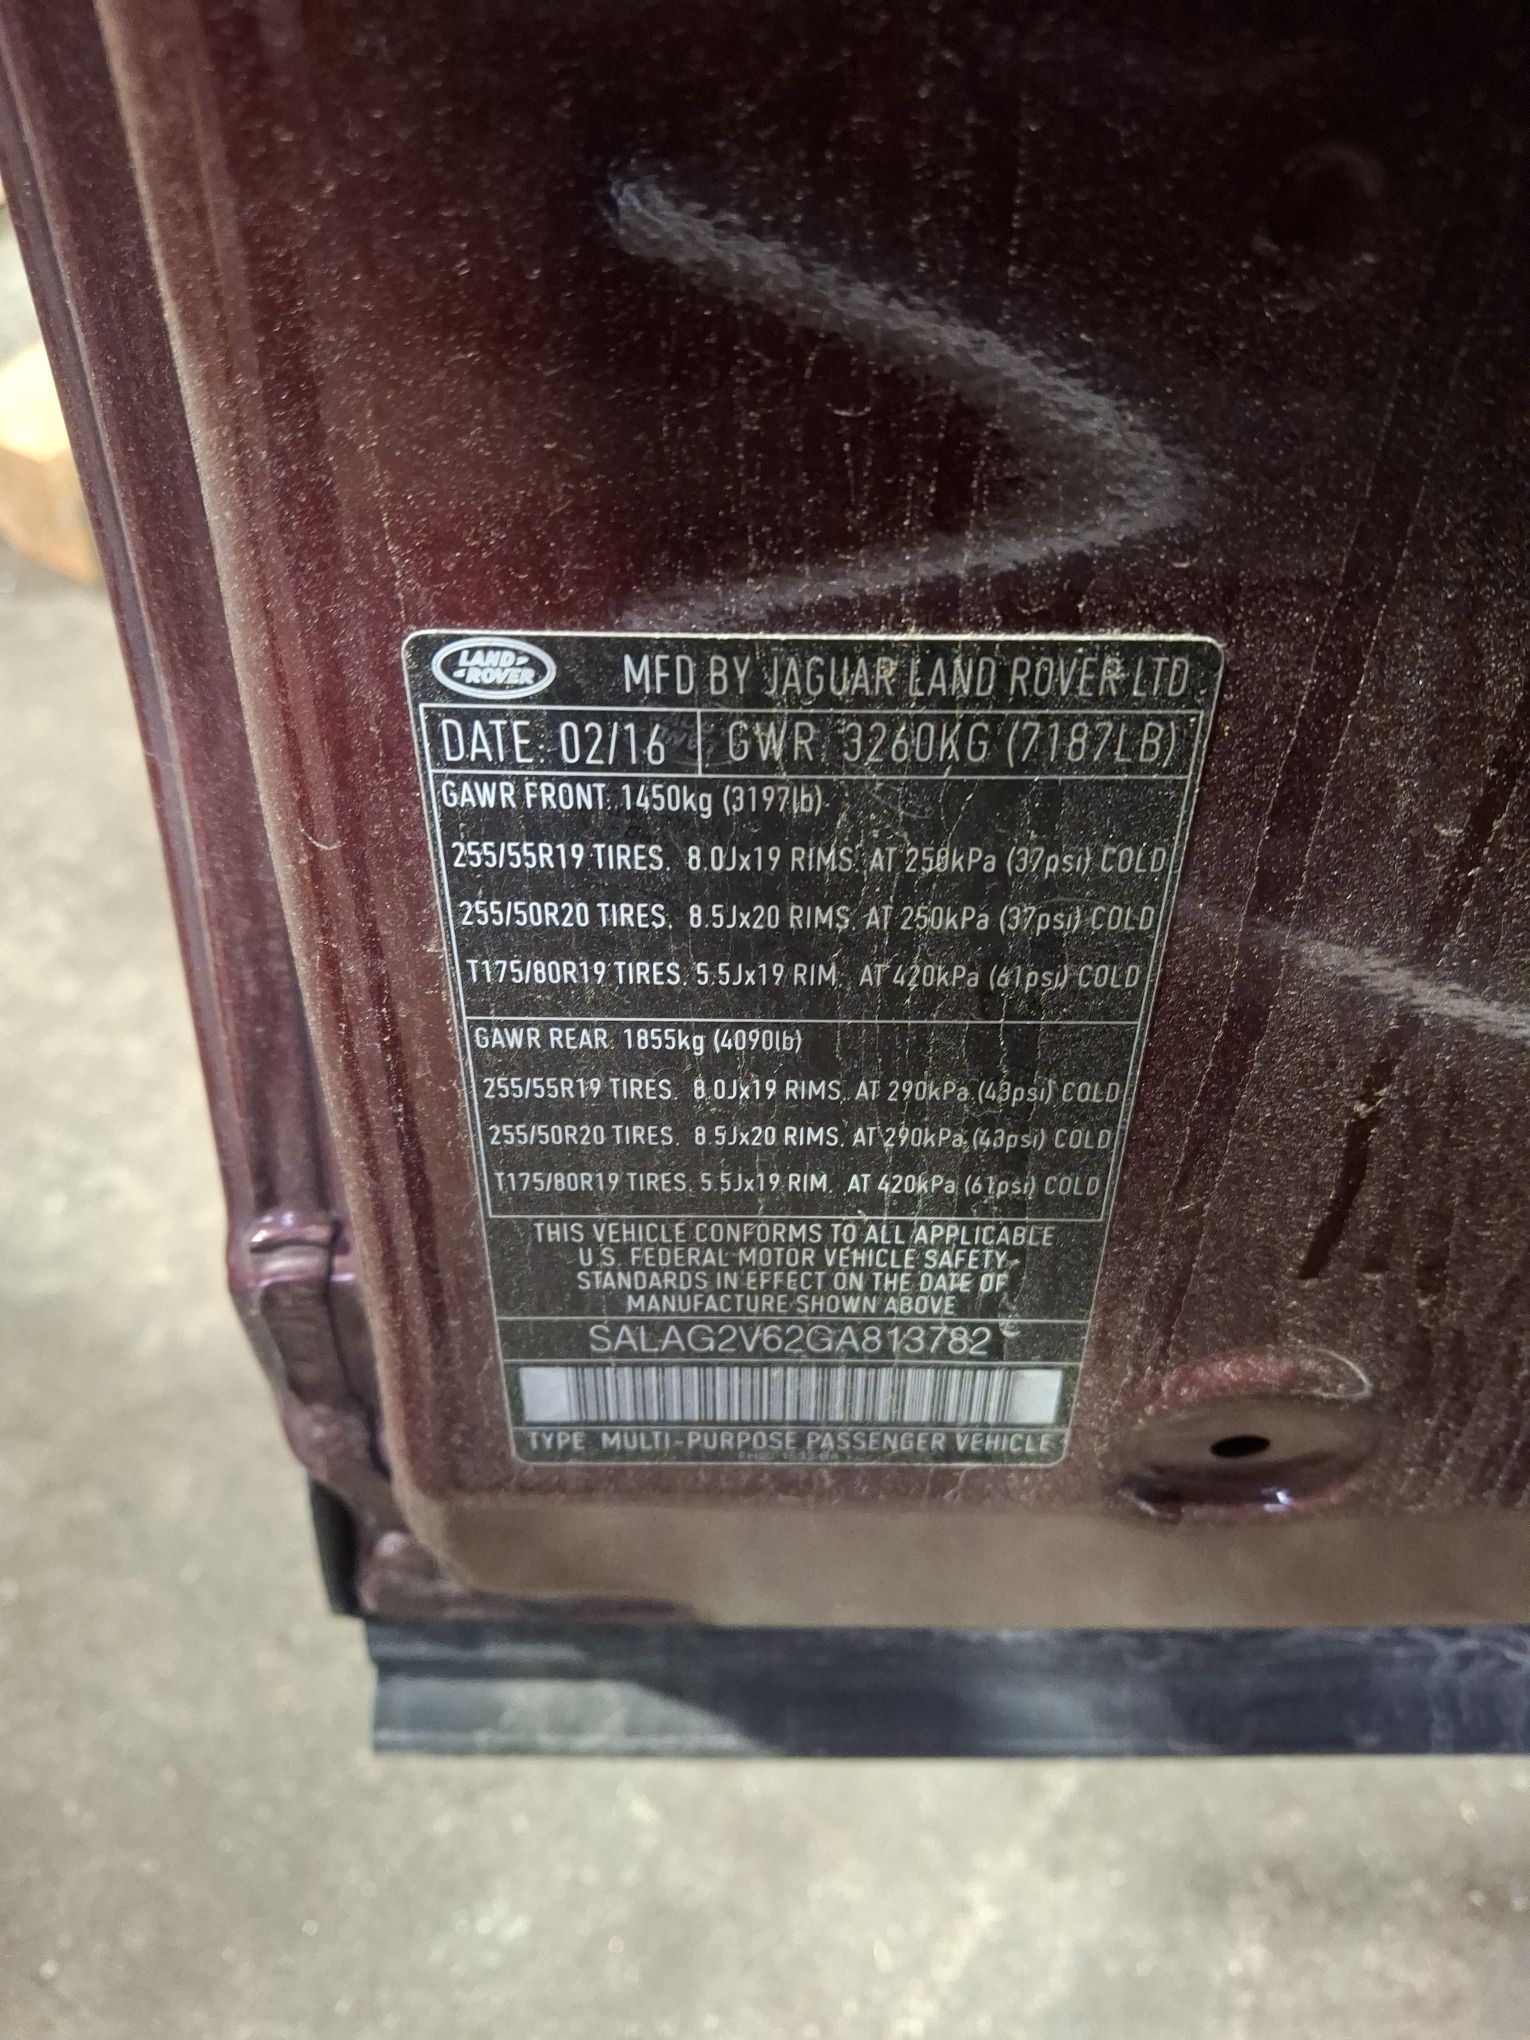 LAND ROVER
MFD BY JAGUAR LAND ROVER LTD
DATE: 02/16 GWR: 3260KG (7187LB)
GAWR FRONT: 1450kg (3197lb)
255/55R19 TIRES. 8.0Jx19 RIMS. AT 250kPa (37psi) COLD
255/50R20 TIRES. 8.5Jx20 RIMS. AT 250kPa (37psi) COLD
T175/80R19 TIRES. 5.5Jx19 RIM. AT 420kPa (61psi) COLD
GAWR REAR: 1855kg (4090lb)
255/55R19 TIRES. 8.0Jx19 RIMS. AT 290kPa (43psi) COLD
255/50R20 TIRES. 8.5Jx20 RIMS. AT 290kPa (43psi) COLD
T175/80R19 TIRES. 5.5Jx19 RIM. AT 420kPa (61psi) COLD
THIS VEHICLE CONFORMS TO ALL APPLICABLE
U.S. FEDERAL MOTOR VEHICLE SAFETY
STANDARDS IN EFFECT ON THE DATE OF
MANUFACTURE SHOWN ABOVE
SALAG2V62GA813782
TYPE: MULTI-PURPOSE PASSENGER VEHICLE